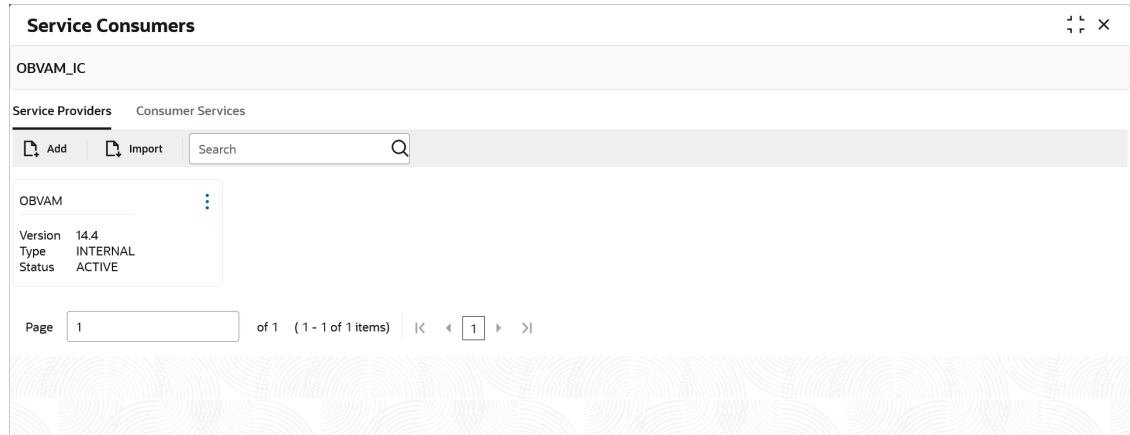 Service Consumers
OBVAM_IC
Service Providers Consumer Services
Add Import Search
OBVAM
Version 14.4
Type INTERNAL
Status ACTIVE
Page 1 of 1 ( 1 - 1 of 1 items) 1